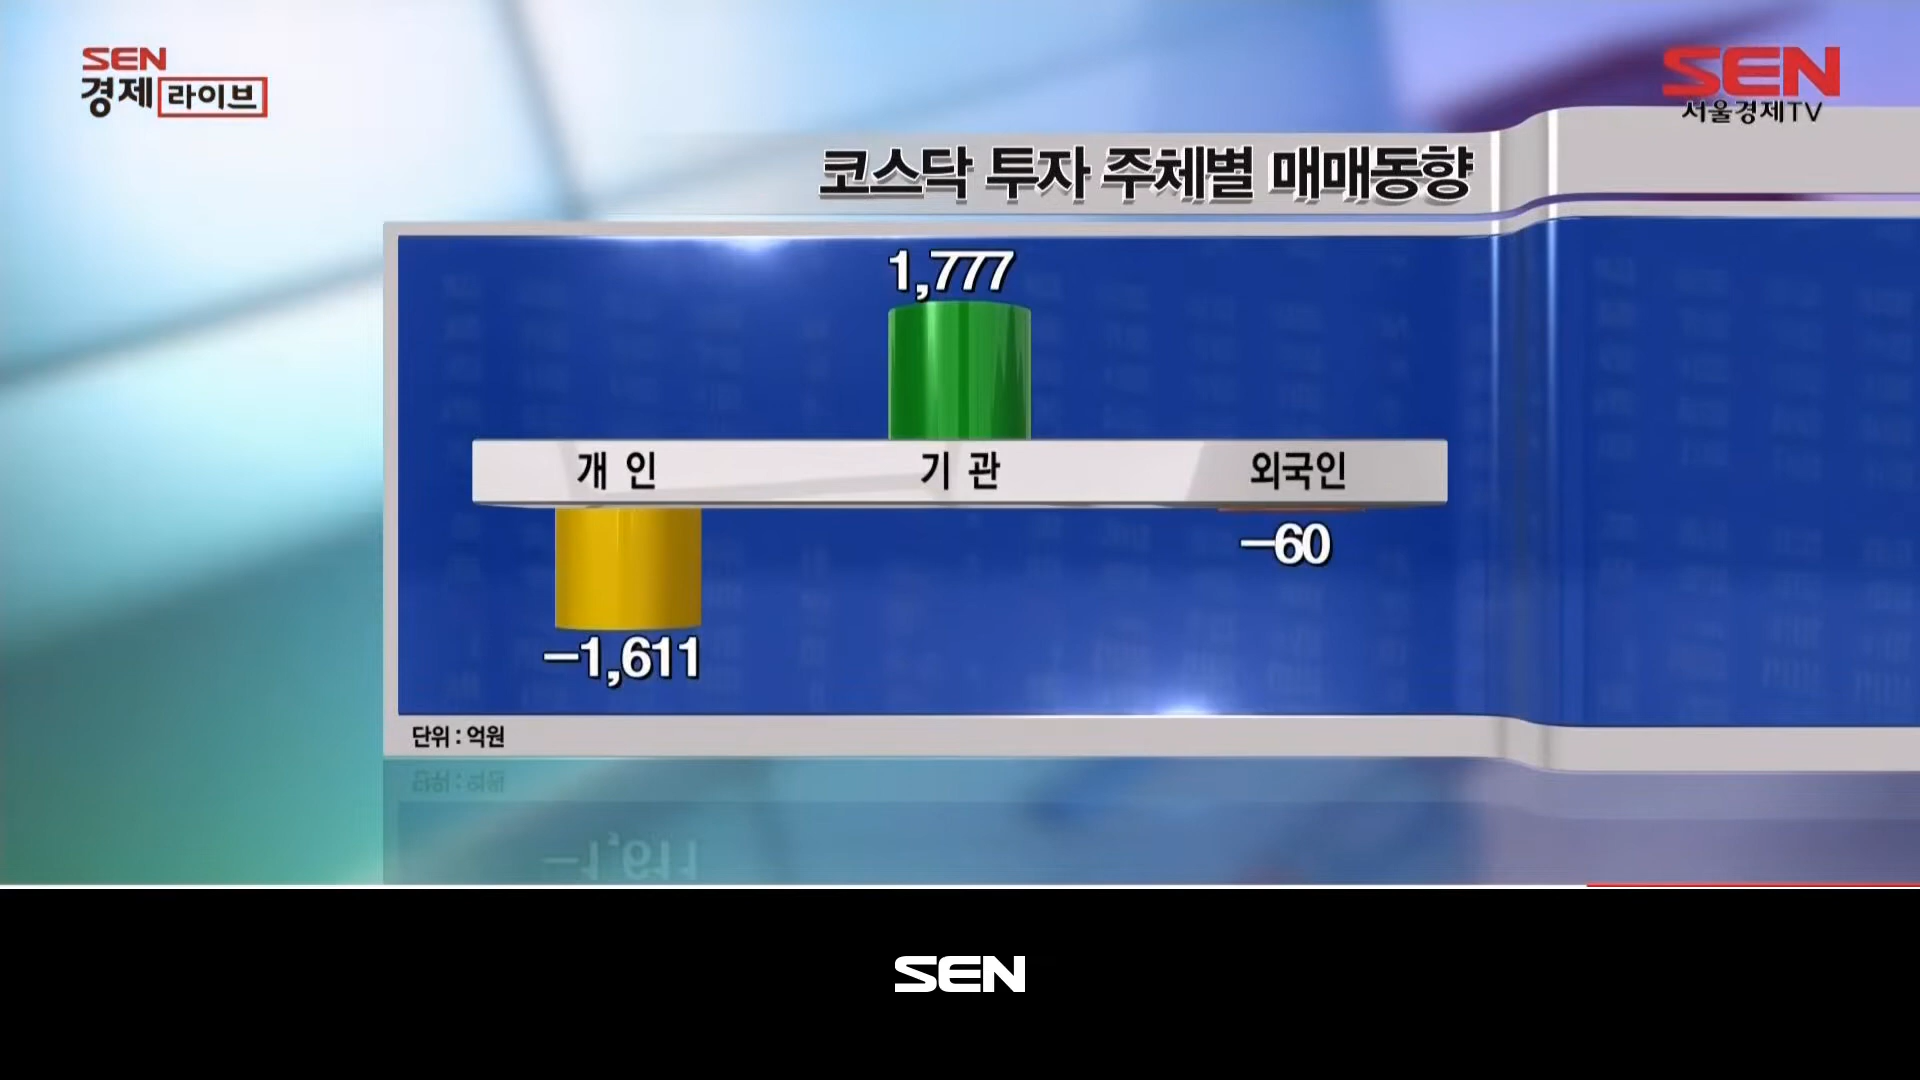 SEN
경제 라이브
SEN
서울경제TV
코스닥 투자 주체별 매매동향
1,777
개 인 기 관 외국인
-60
-1,611
단위 : 억원
SEN